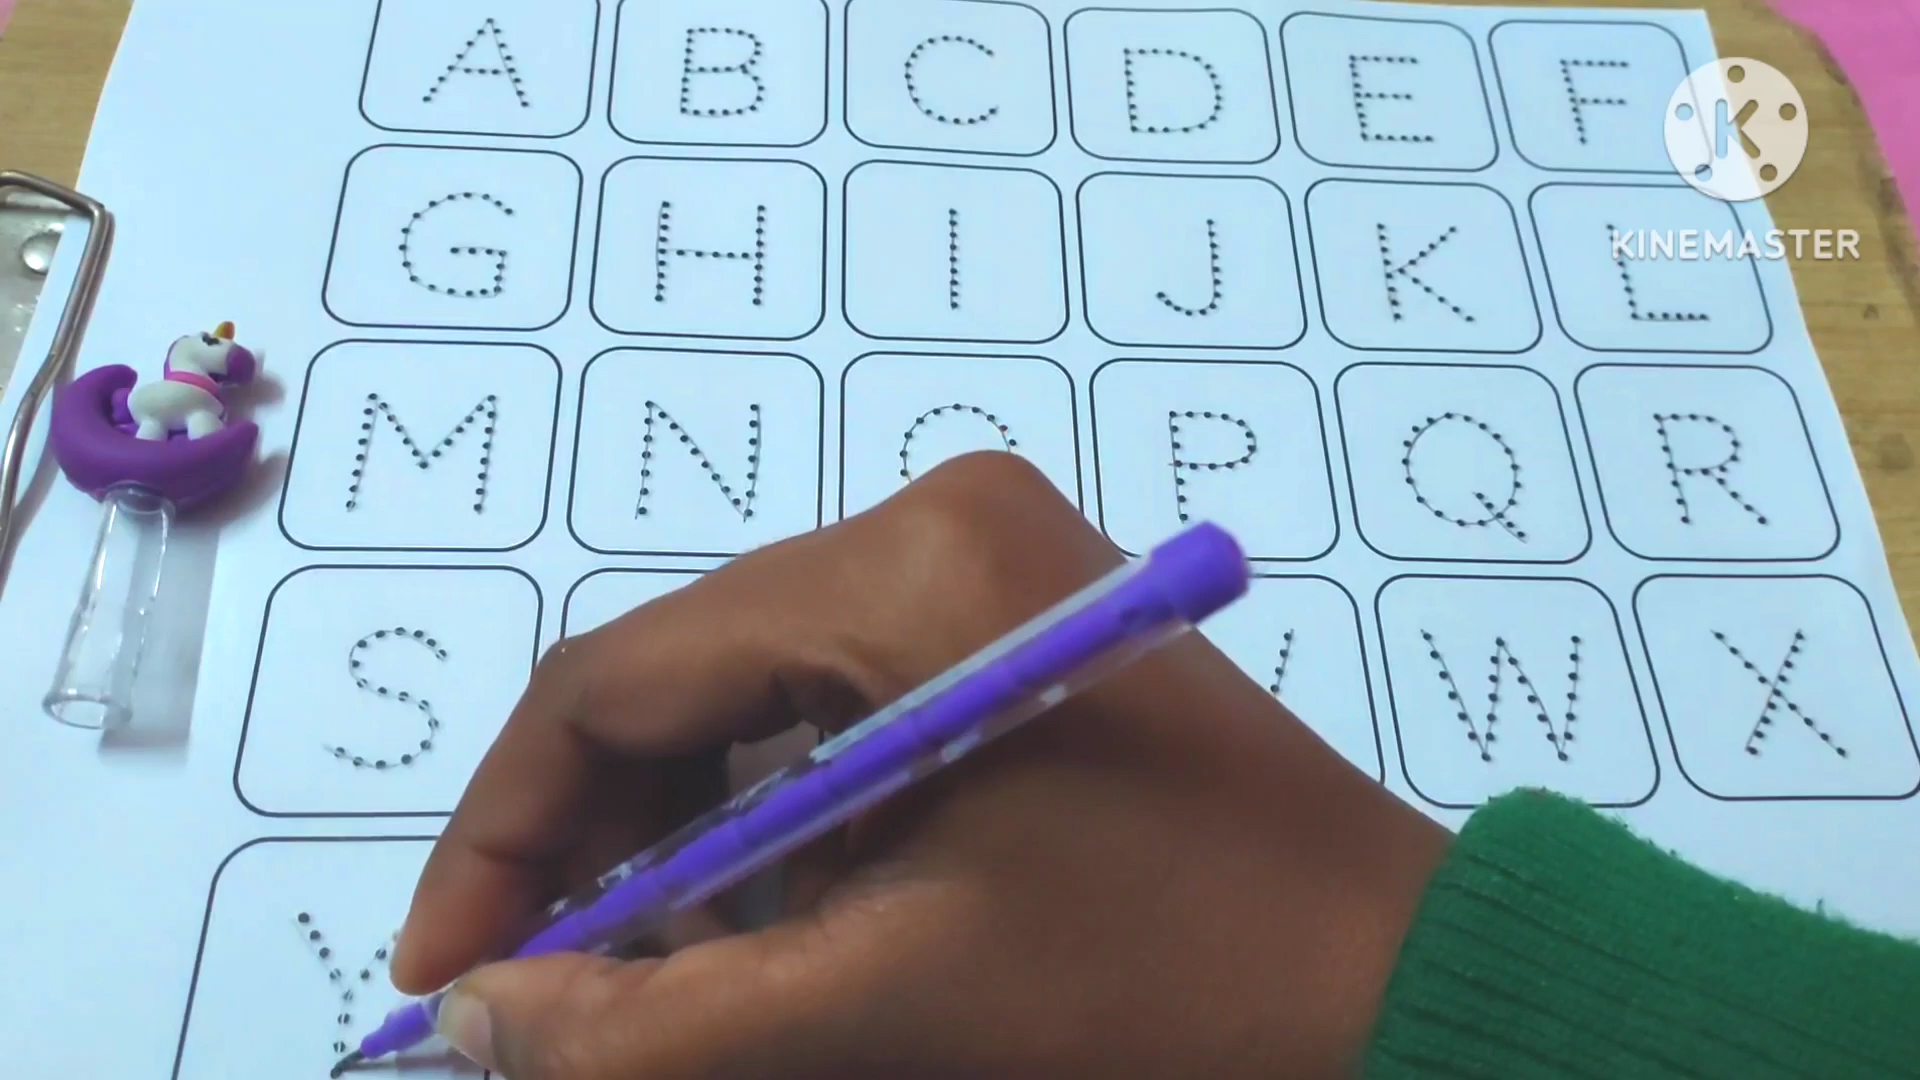 A B C D E F
K
G H I J K L
KINEMASTER
M N O P Q R
S W X
Y